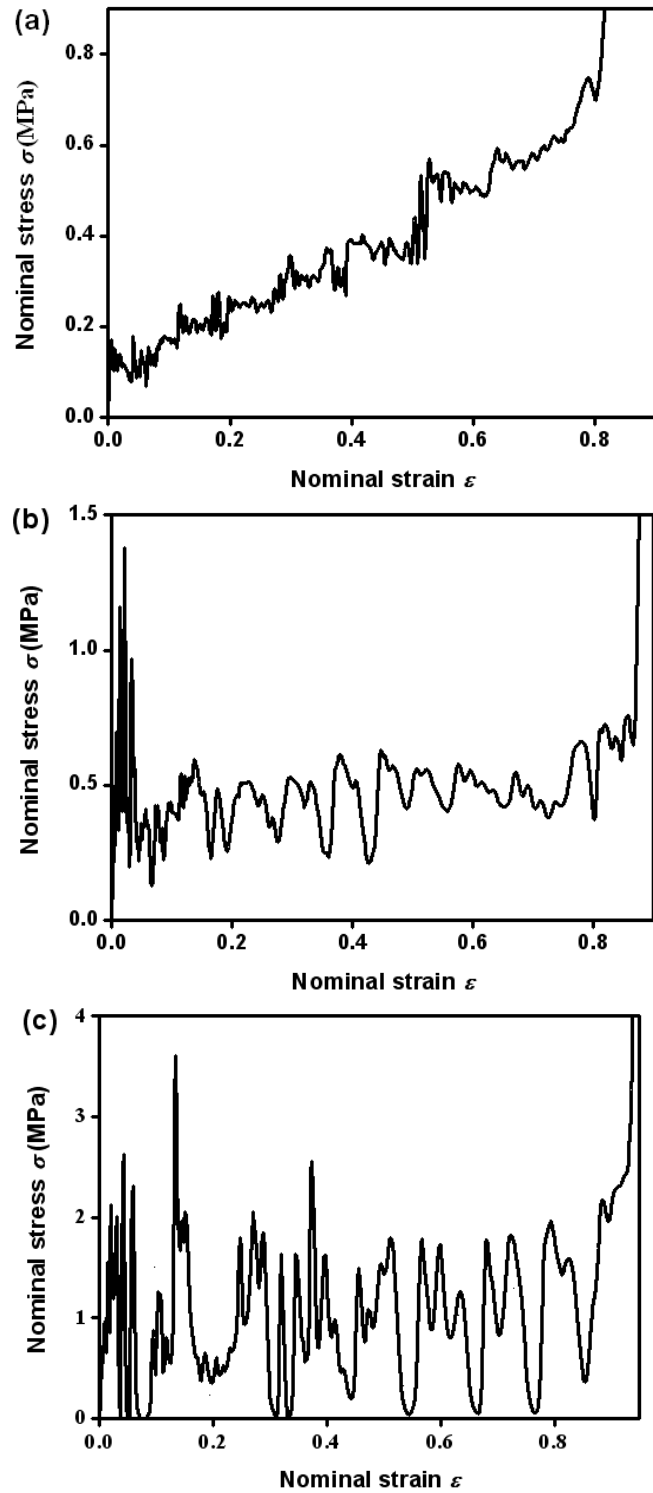 (a)
Nominal stress σ (MPa)
0.8
0.6
0.4
0.2
0.0
0.0 0.2 0.4 0.6 0.8
Nominal strain ε
(b)
Nominal stress σ (MPa)
1.5
1.0
0.5
0.0
0.0 0.2 0.4 0.6 0.8
Nominal strain ε
(c)
Nominal stress σ (MPa)
4
3
2
1
0
0.0 0.2 0.4 0.6 0.8
Nominal strain ε